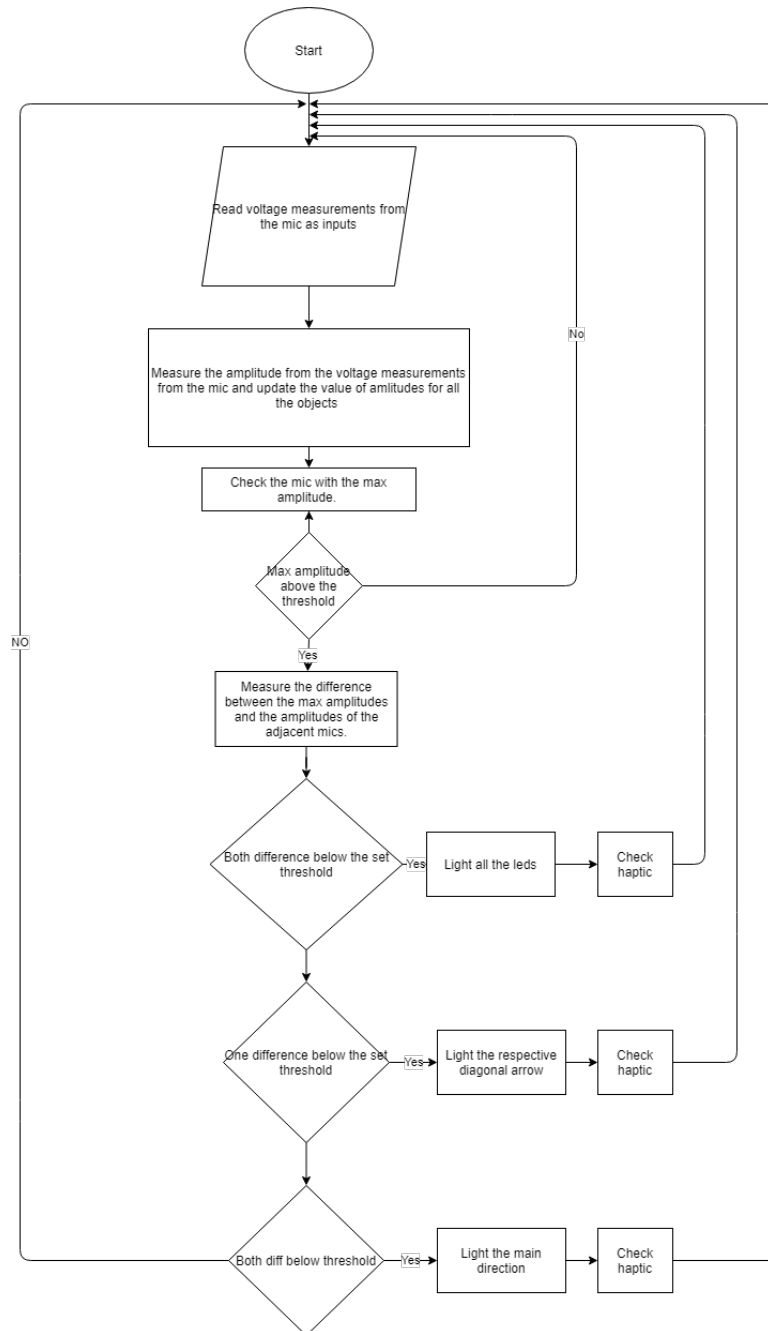 Start
Read voltage measurements from
the mic as inputs
No
Measure the amplitude from the voltage measurements
from the mic and update the value of amlitudes for all
the objects
Check the mic with the max
amplitude.
Max amplitude
above the
threshold
NO
Yes
Measure the difference
between the max amplitudes
and the amplitudes of the
adjacent mics.
Both difference below the set
threshold
Yes
Light all the leds
Check
haptic
One difference below the set
threshold
Yes
Light the respective
diagonal arrow
Check
haptic
Both diff below threshold
Yes
Light the main
direction
Check
haptic